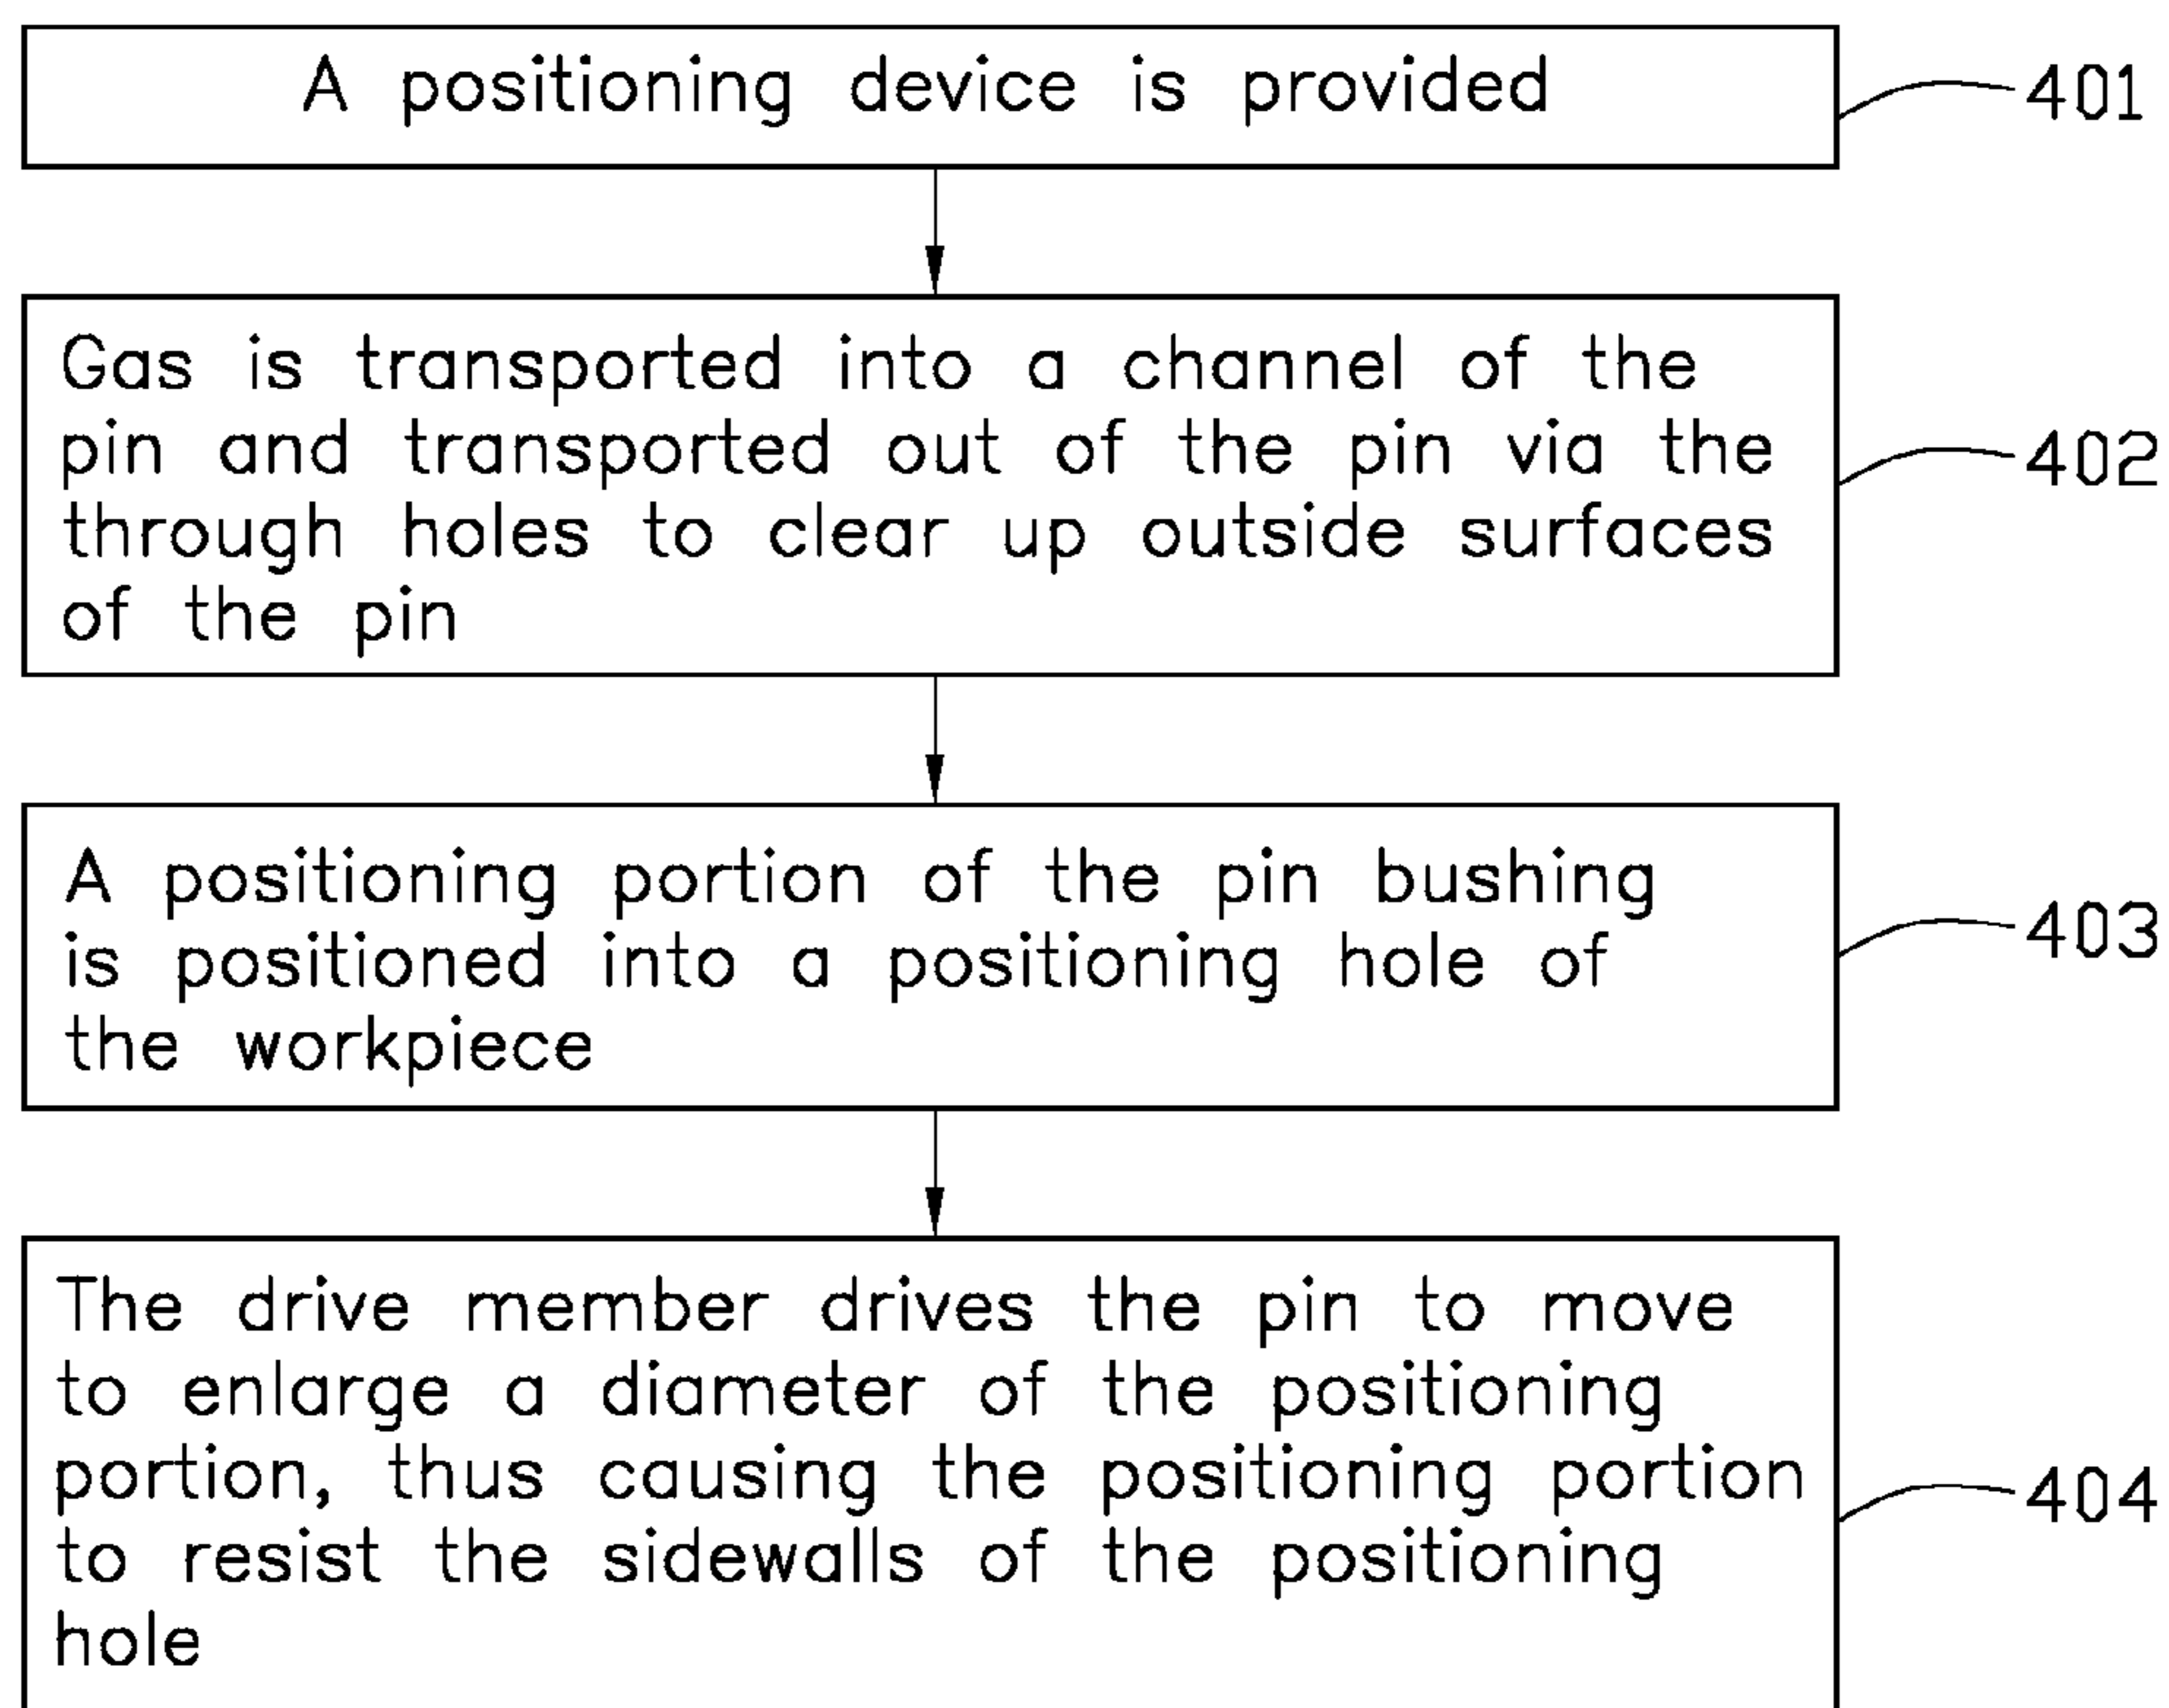 A positioning device is provided
401
Gas is transported into a channel of the
pin and transported out of the pin via the
through holes to clear up outside surfaces
of the pin
402
A positioning portion of the pin bushing
is positioned into a positioning hole of
the workpiece
403
The drive member drives the pin to move
to enlarge a diameter of the positioning
portion, thus causing the positioning portion
to resist the sidewalls of the positioning
hole
404